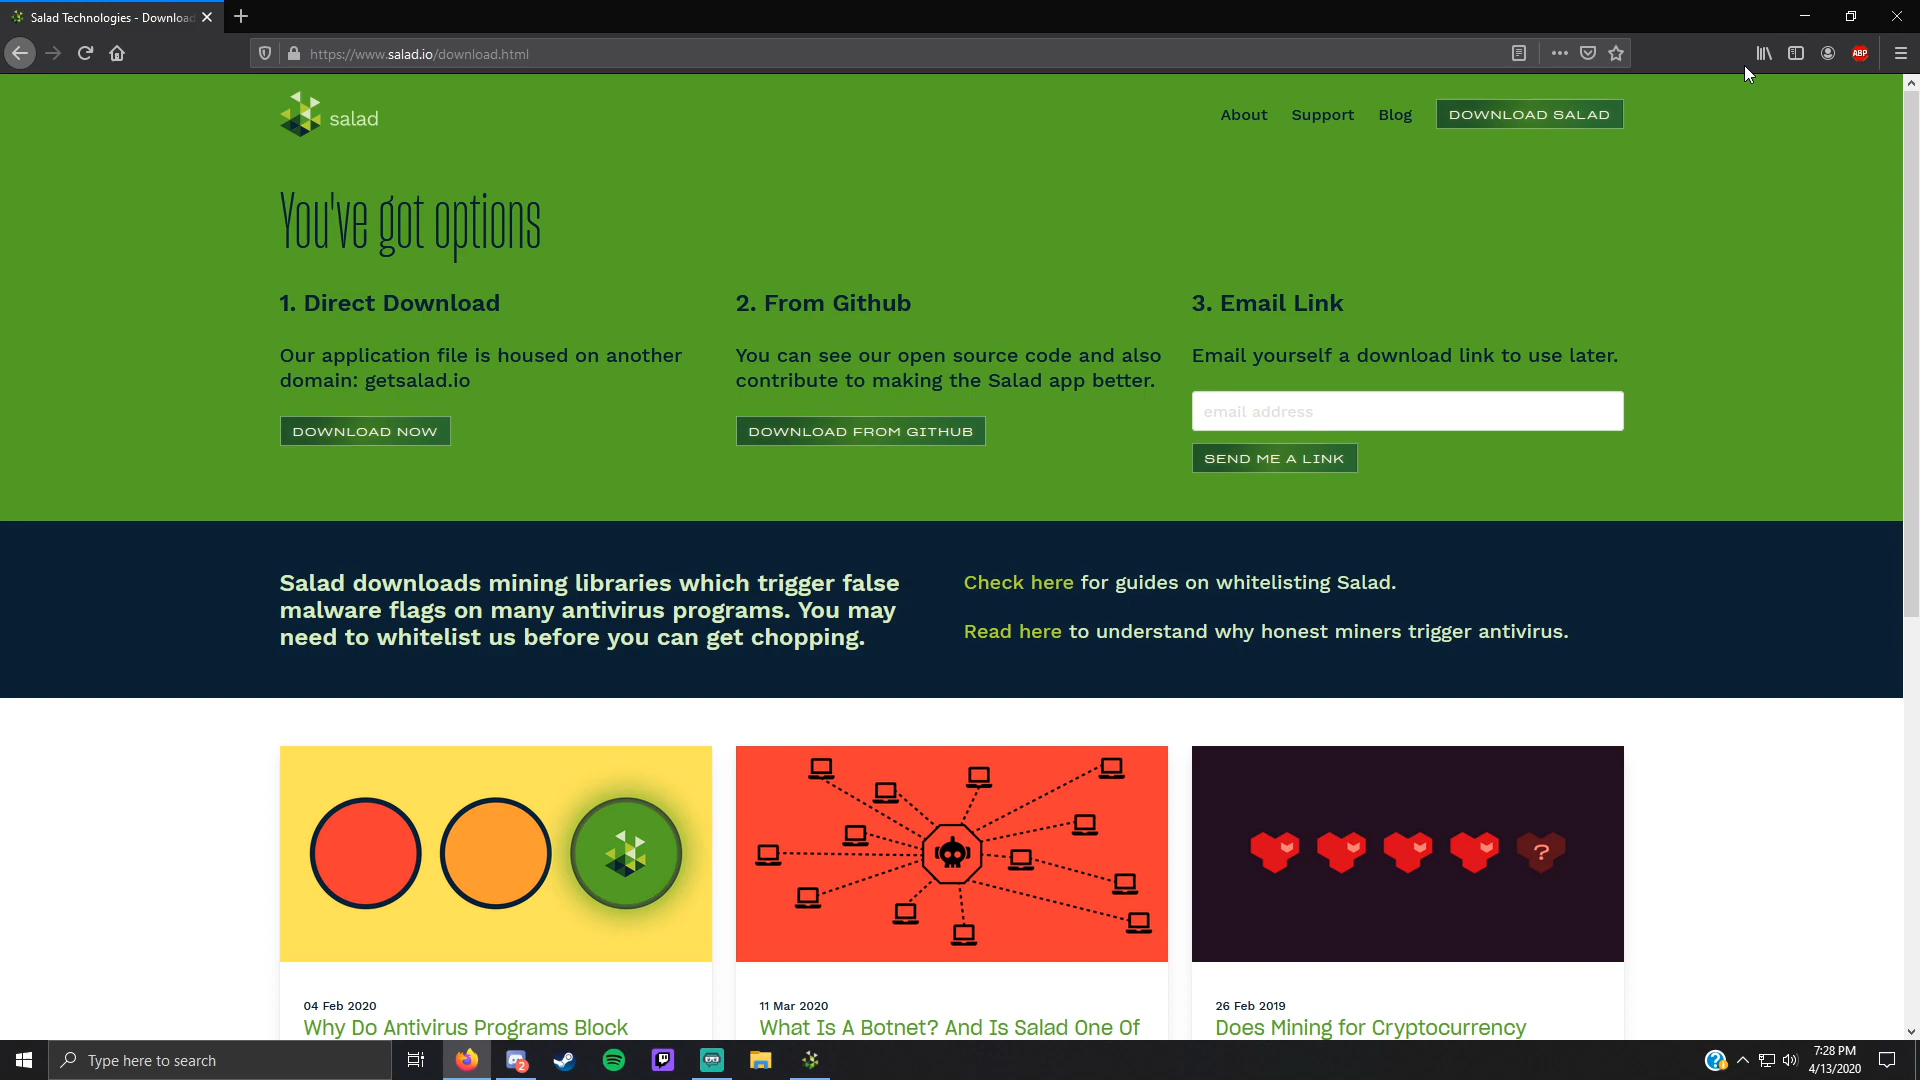 Salad Technologies - Download
https://www.salad.io/download.html
ABP
salad
About
Support
Blog
DOWNLOAD SALAD
You've got options
1. Direct Download
Our application file is housed on another
domain: getsalad.io
DOWNLOAD NOW
2. From Github
You can see our open source code and also
contribute to making the Salad app better.
DOWNLOAD FROM GITHUB
3. Email Link
Email yourself a download link to use later.
email address
SEND ME A LINK
Salad downloads mining libraries which trigger false
malware flags on many antivirus programs. You may
need to whitelist us before you can get chopping.
Check here for guides on whitelisting Salad.
Read here to understand why honest miners trigger antivirus.
?
04 Feb 2020
Why Do Antivirus Programs Block
11 Mar 2020
What Is A Botnet? And Is Salad One Of
26 Feb 2019
Does Mining for Cryptocurrency
Type here to search
2
?
7:28 PM
4/13/2020